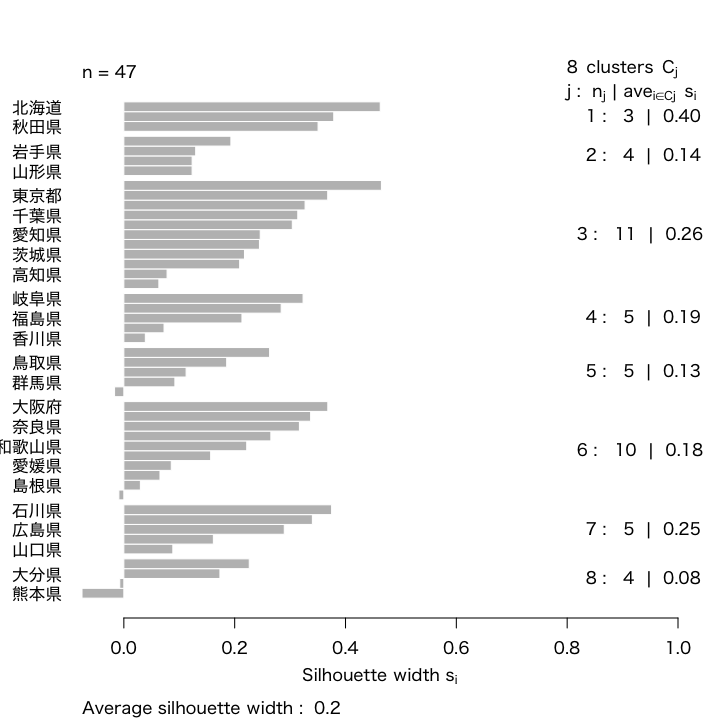 n = 47
8 clusters Cj
j : nj | avei∈Cj si
北海道
秋田県
1 : 3 | 0.40
岩手県
山形県
2 : 4 | 0.14
東京都
千葉県
愛知県
茨城県
高知県
3 : 11 | 0.26
岐阜県
福島県
香川県
4 : 5 | 0.19
鳥取県
群馬県
5 : 5 | 0.13
大阪府
奈良県
和歌山県
愛媛県
島根県
6 : 10 | 0.18
石川県
広島県
山口県
7 : 5 | 0.25
大分県
熊本県
8 : 4 | 0.08
0.0 0.2 0.4 0.6 0.8 1.0
Silhouette width si
Average silhouette width : 0.2